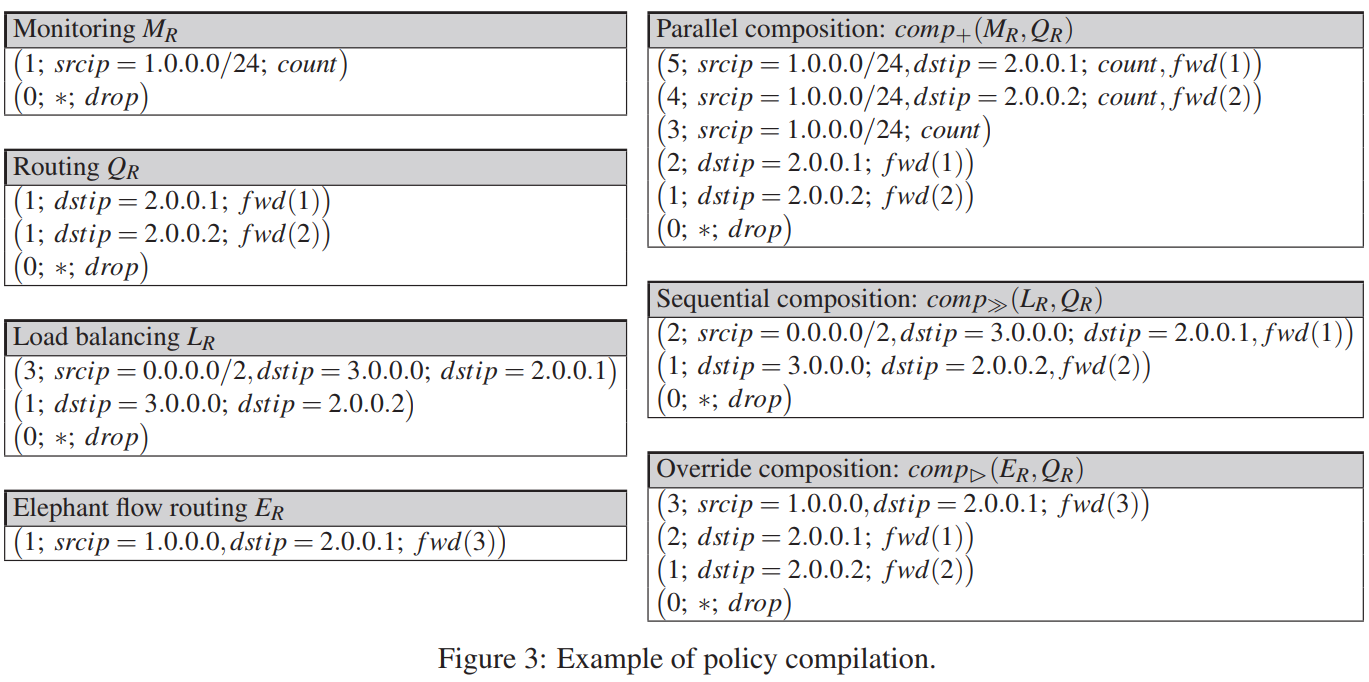 Monitoring M_R
(1; srcip = 1.0.0.0/24; count)
(0; ∗; drop)
Routing Q_R
(1; dstip = 2.0.0.1; fwd(1))
(1; dstip = 2.0.0.2; fwd(2))
(0; ∗; drop)
Load balancing L_R
(3; srcip = 0.0.0.0/2, dstip = 3.0.0.0; dstip = 2.0.0.1)
(1; dstip = 3.0.0.0; dstip = 2.0.0.2)
(0; ∗; drop)
Elephant flow routing E_R
(1; srcip = 1.0.0.0, dstip = 2.0.0.1; fwd(3))
Parallel composition: comp_+(M_R, Q_R)
(5; srcip = 1.0.0.0/24, dstip = 2.0.0.1; count, fwd(1))
(4; srcip = 1.0.0.0/24, dstip = 2.0.0.2; count, fwd(2))
(3; srcip = 1.0.0.0/24; count)
(2; dstip = 2.0.0.1; fwd(1))
(1; dstip = 2.0.0.2; fwd(2))
(0; ∗; drop)
Sequential composition: comp_≫(L_R, Q_R)
(2; srcip = 0.0.0.0/2, dstip = 3.0.0.0; dstip = 2.0.0.1, fwd(1))
(1; dstip = 3.0.0.0; dstip = 2.0.0.2, fwd(2))
(0; ∗; drop)
Override composition: comp_▷(E_R, Q_R)
(3; srcip = 1.0.0.0, dstip = 2.0.0.1; fwd(3))
(2; dstip = 2.0.0.1; fwd(1))
(1; dstip = 2.0.0.2; fwd(2))
(0; ∗; drop)
Figure 3: Example of policy compilation.